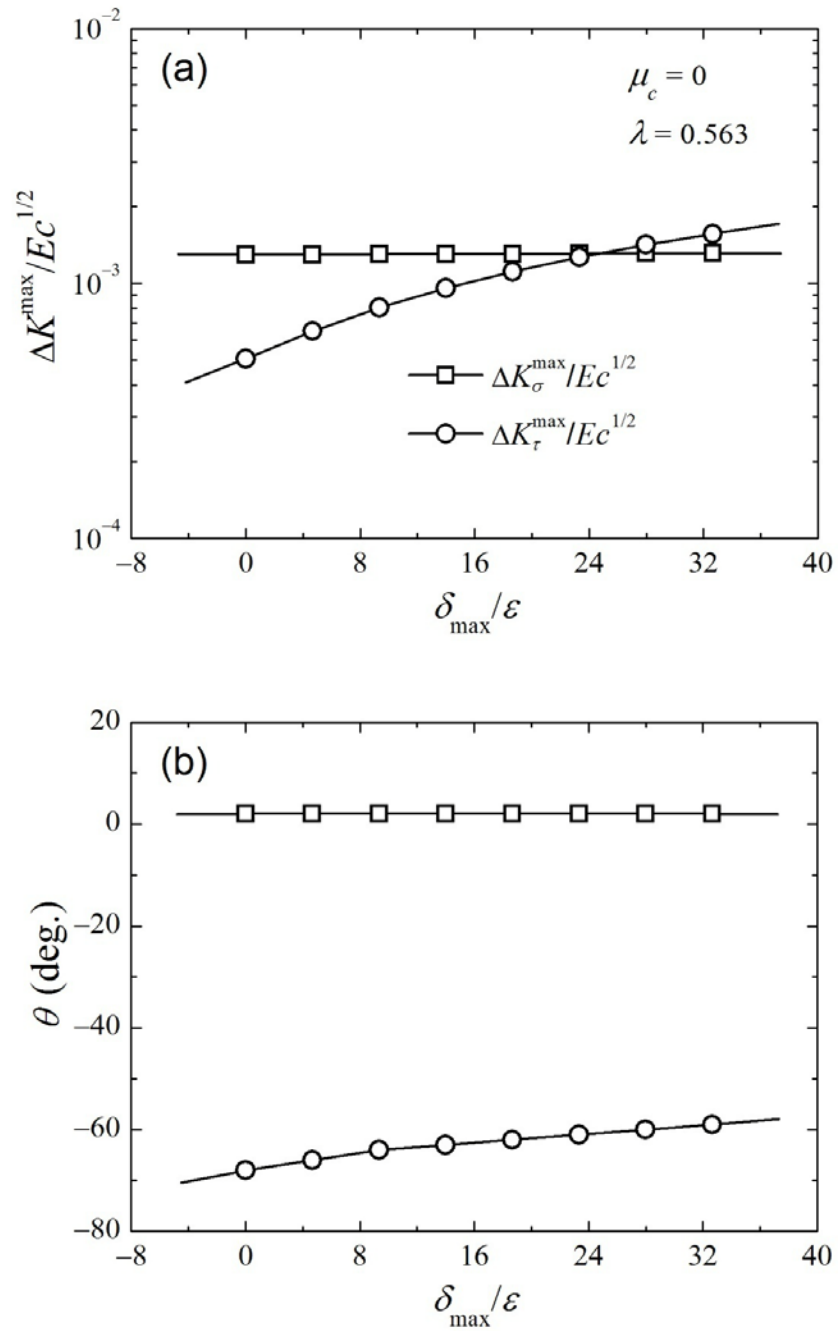 10⁻²
(a)
μ_c = 0
λ = 0.563
ΔK^max/Ec^1/2
10⁻³
ΔK_σ^max/Ec^1/2
ΔK_τ^max/Ec^1/2
10⁻⁴
−8 0 8 16 24 32 40
δ_max/ε
20
(b)
0
−20
θ (deg.)
−40
−60
−80
−8 0 8 16 24 32 40
δ_max/ε